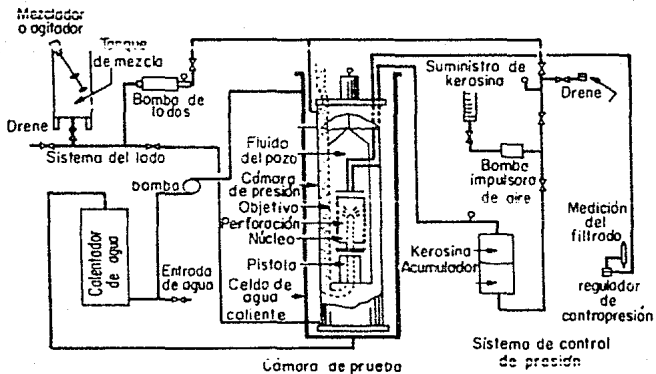 Mezclador
o agitador
Tanque
de mezcla
Bomba de
lodos
Drene
Sistema del lodo
bomba
Calentador
de agua
Entrada
de agua
Fluido
del pozo
Cámara
de presión
Objetivo
Perforación
Núcleo
Pistola
Celda de
agua
caliente
Cámara de prueba
Suministro de
kerosina
Drene
Bomba
impulsora
de aire
Kerosina
Acumulador
Medición
del
filtrado
regulador
de
contropresión
Sistema de control
de presión